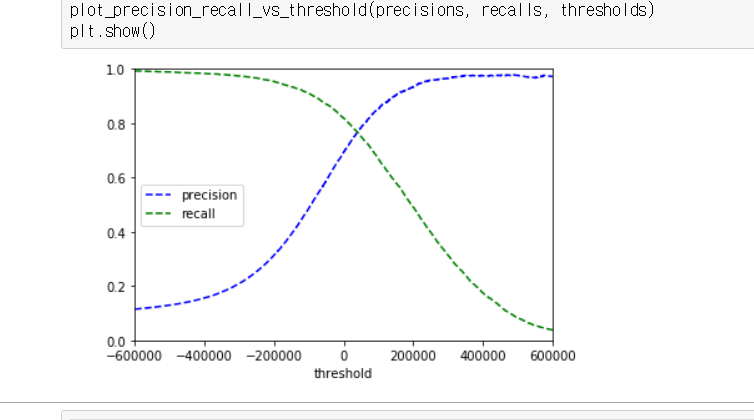 plot_precision_recall_vs_threshold(precisions, recalls, thresholds)
plt.show()
1.0
0.8
0.6
0.4
0.2
0.0
precision
recall
−600000 −400000 −200000 0 200000 400000 600000
threshold